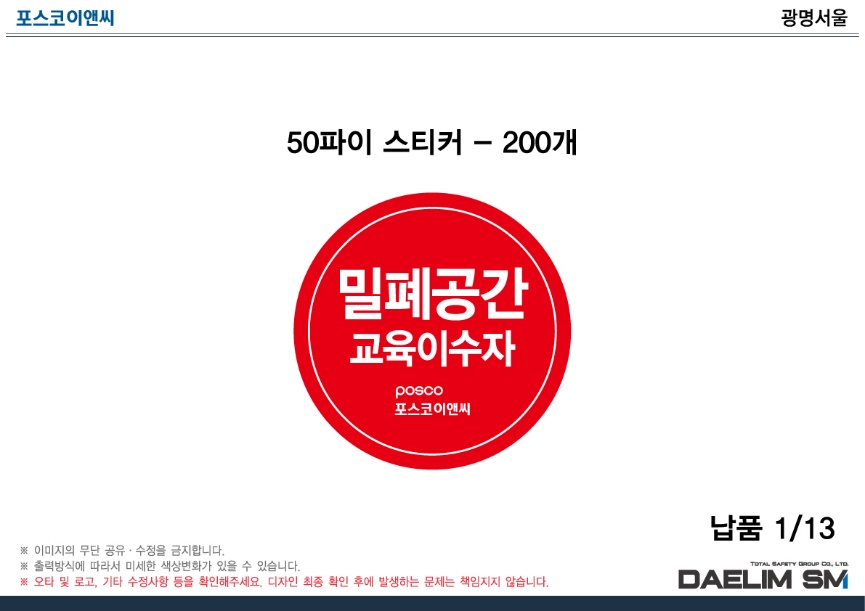 포스코이앤씨
광명서울
50파이 스티커 – 200개
밀폐공간
교육이수자
posco
포스코이앤씨
납품 1/13
※ 이미지의 무단 공유·수정을 금지합니다.
※ 출력방식에 따라서 미세한 색상변화가 있을 수 있습니다.
※ 오타 및 로고, 기타 수정사항 등을 확인해주세요. 디자인 최종 확인 후에 발생하는 문제는 책임지지 않습니다.
TOTAL SAFETY GROUP CO., LTD.
DAELIM SM